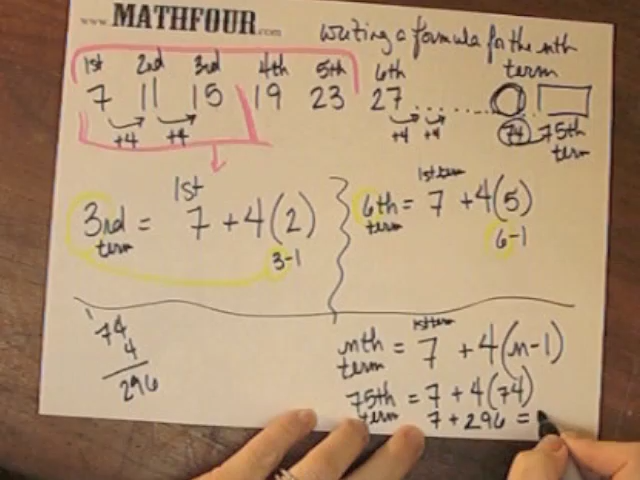 www.MATHFOUR.com
writing a formula for the nth term
1st 2nd 3rd 4th 5th 6th
7 11 15 19 23 27 ..........
+4 +4 +4 +4 74 75th term
1st
3rd term = 7 + 4(2)
3-1
1st term
6th term = 7 + 4(5)
6-1
1
74
4
296
1st term
nth term = 7 + 4(n-1)
75th term = 7 + 4(74)
7 + 296 =